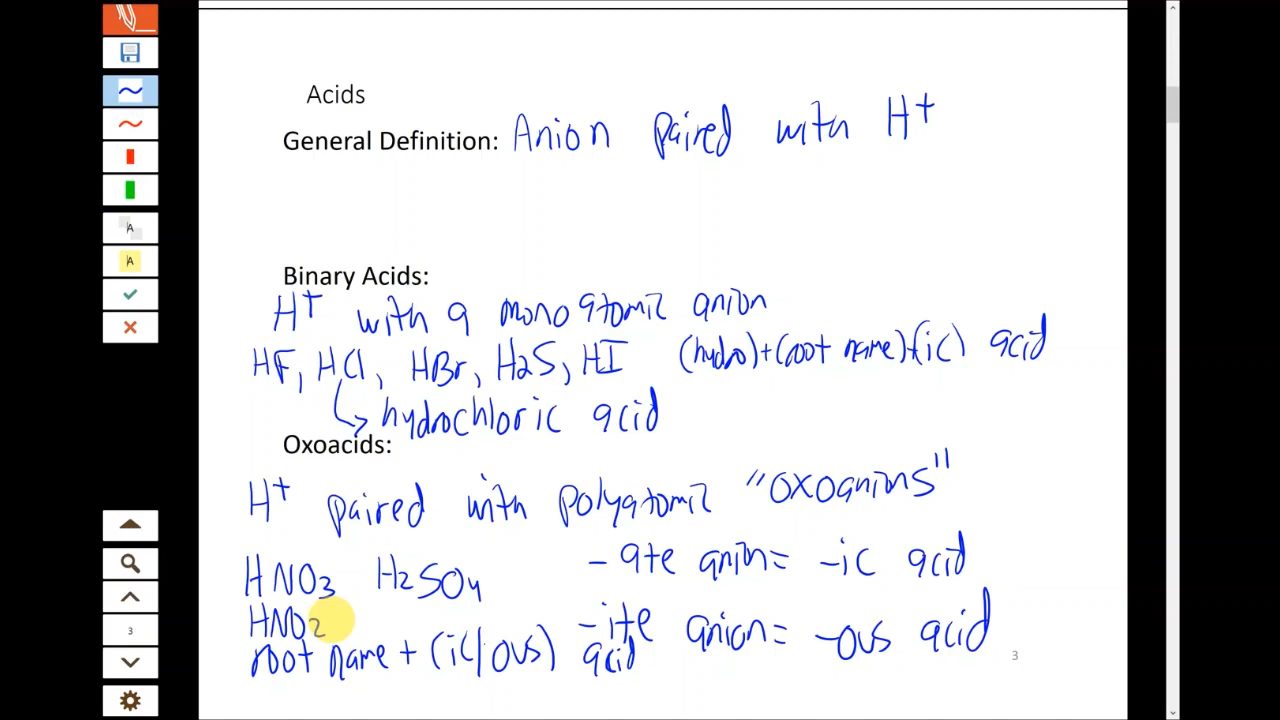 Acids
General Definition: Anion paired with H+
Binary Acids:
H+ with a monoatomic anion
HF, HCl, HBr, H2S, HI (hydro)+(root name)+(ic) acid
hydrochloric acid
Oxoacids:
H+ paired with polyatomic "oxoanions"
HNO3 H2SO4 -ate anion= -ic acid
HNO2 -ite anion= -ous acid
root name + (ic/ous) acid
3
A
A
3